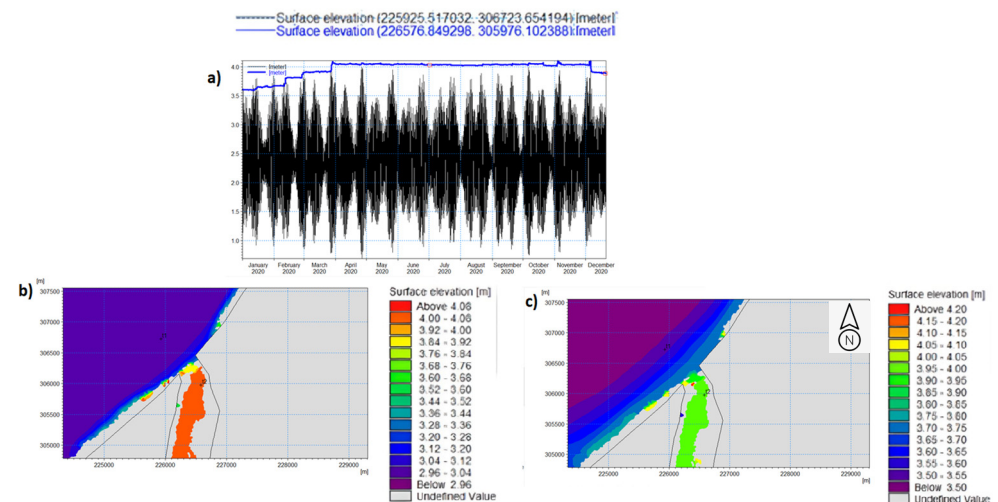 Surface elevation (225925.517032, 306723.654194) [meter]
Surface elevation (226576.849298, 305976.102388) [meter]
a)
[meter]
[meter]
4.0
3.5
3.0
2.5
2.0
1.5
1.0
January February March April May June July August September October November December
2020 2020 2020 2020 2020 2020 2020 2020 2020 2020 2020 2020
b)
[m]
307500
307000
306500
306000
305500
305000
225000 226000 227000 228000 229000
[m]
Surface elevation [m]
Above 4.08
4.00 - 4.08
3.92 - 4.00
3.84 - 3.92
3.76 - 3.84
3.68 - 3.76
3.60 - 3.68
3.52 - 3.60
3.44 - 3.52
3.36 - 3.44
3.28 - 3.36
3.20 - 3.28
3.12 - 3.20
3.04 - 3.12
2.96 - 3.04
Below 2.96
Undefined Value
c)
[m]
307500
307000
306500
306000
305500
305000
225000 226000 227000 228000 229000
[m]
N
Surface elevation [m]
Above 4.20
4.15 - 4.20
4.10 - 4.15
4.05 - 4.10
4.00 - 4.05
3.95 - 4.00
3.90 - 3.95
3.85 - 3.90
3.80 - 3.85
3.75 - 3.80
3.70 - 3.75
3.65 - 3.70
3.60 - 3.65
3.55 - 3.60
3.50 - 3.55
Below 3.50
Undefined Value